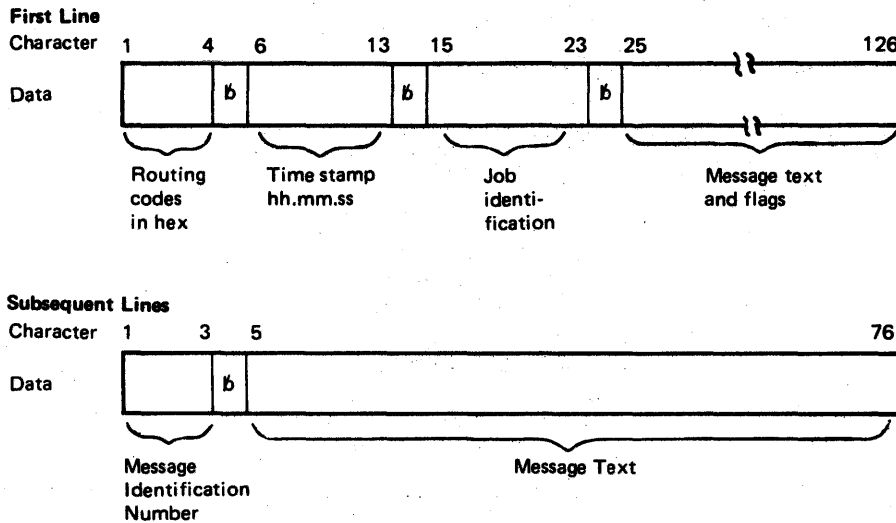 First Line
Character 1 4 6 13 15 23 25 126
Data ƀ ƀ ƀ
Routing codes in hex
Time stamp hh.mm.ss
Job identi- fication
Message text and flags
Subsequent Lines
Character 1 3 5 76
Data ƀ
Message Identification Number
Message Text